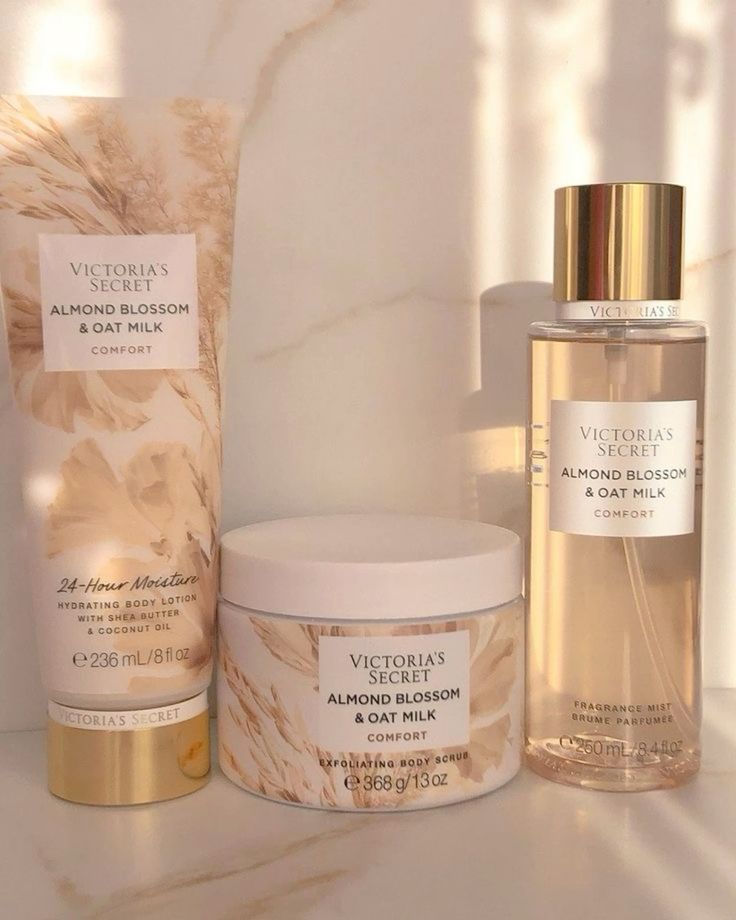 VICTORIA'S
SECRET
ALMOND BLOSSOM
& OAT MILK
COMFORT
24-Hour Moisture
HYDRATING BODY LOTION
WITH SHEA BUTTER
& COCONUT OIL
℮ 236 mL/8 fl oz
VICTORIA'S SECRET
VICTORIA'S
SECRET
ALMOND BLOSSOM
& OAT MILK
COMFORT
EXFOLIATING BODY SCRUB
℮ 368 g/13 oz
VICTORIA'S SEC
VICTORIA'S
SECRET
ALMOND BLOSSOM
& OAT MILK
COMFORT
FRAGRANCE MIST
BRUME PARFUMÉE
℮ 250 mL/8.4 fl oz